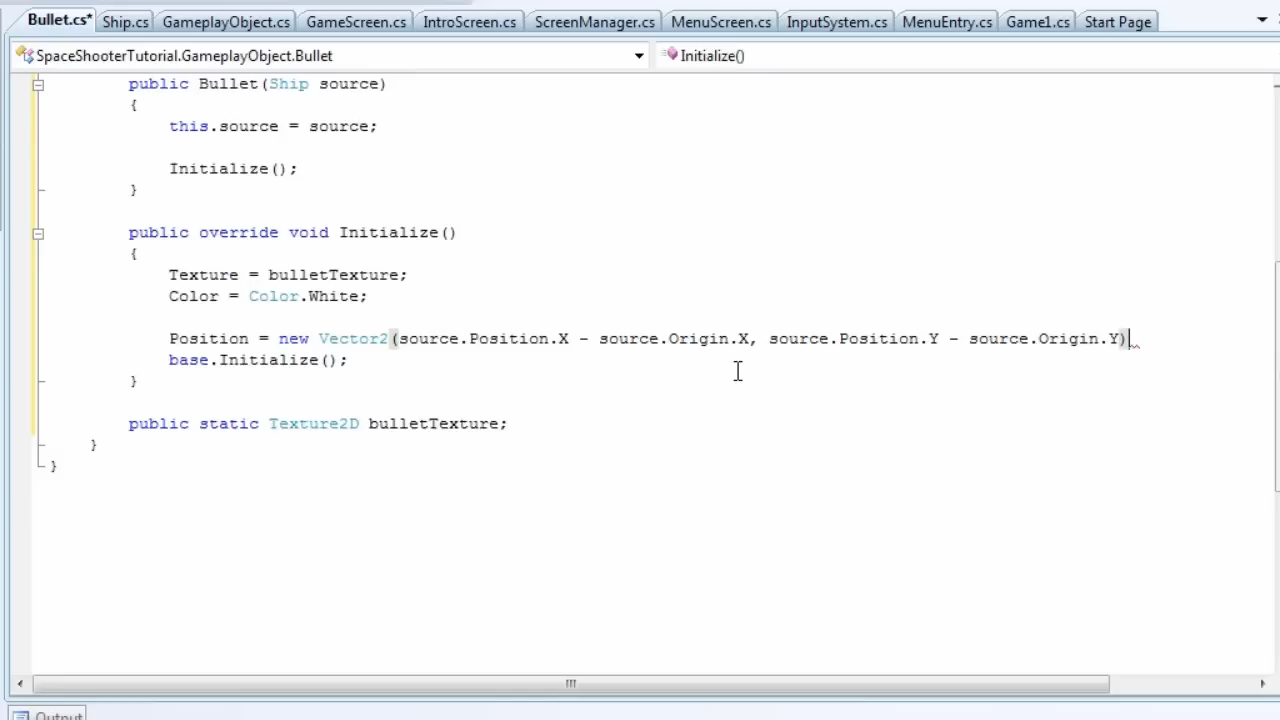 Bullet.cs* Ship.cs GameplayObject.cs GameScreen.cs IntroScreen.cs ScreenManager.cs MenuScreen.cs InputSystem.cs MenuEntry.cs Game1.cs Start Page
SpaceShooterTutorial.GameplayObject.Bullet Initialize()
public Bullet(Ship source)
{
this.source = source;
Initialize();
}
public override void Initialize()
{
Texture = bulletTexture;
Color = Color.White;
Position = new Vector2(source.Position.X - source.Origin.X, source.Position.Y - source.Origin.Y)
base.Initialize();
}
public static Texture2D bulletTexture;
}
}
Output